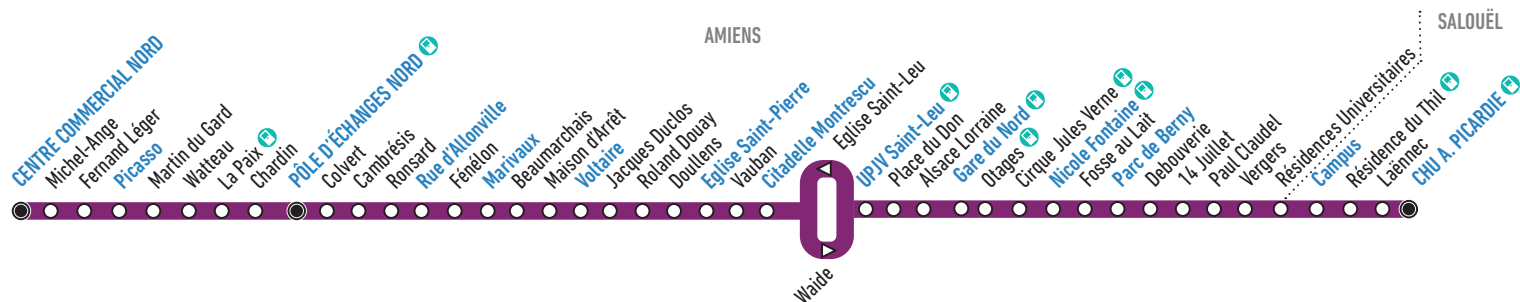 AMIENS
SALOUËL
CENTRE COMMERCIAL NORD
Michel-Ange
Fernand Léger
Picasso
Martin du Gard
Watteau
La Paix
Chardin
PÔLE D'ÉCHANGES NORD
Colvert
Cambrésis
Ronsard
Rue d'Allonville
Fénélon
Marivaux
Beaumarchais
Maison d'Arrêt
Voltaire
Jacques Duclos
Roland Douay
Doullens
Eglise Saint-Pierre
Vauban
Citadelle Montrescu
Eglise Saint-Leu
Waide
UPJV Saint-Leu
Place du Don
Alsace Lorraine
Gare du Nord
Otages
Cirque Jules Verne
Nicole Fontaine
Fosse au Lait
Parc de Berny
Debouverie
14 Juillet
Paul Claudel
Vergers
Résidences Universitaires
Campus
Résidence du Thil
Laënnec
CHU A. PICARDIE